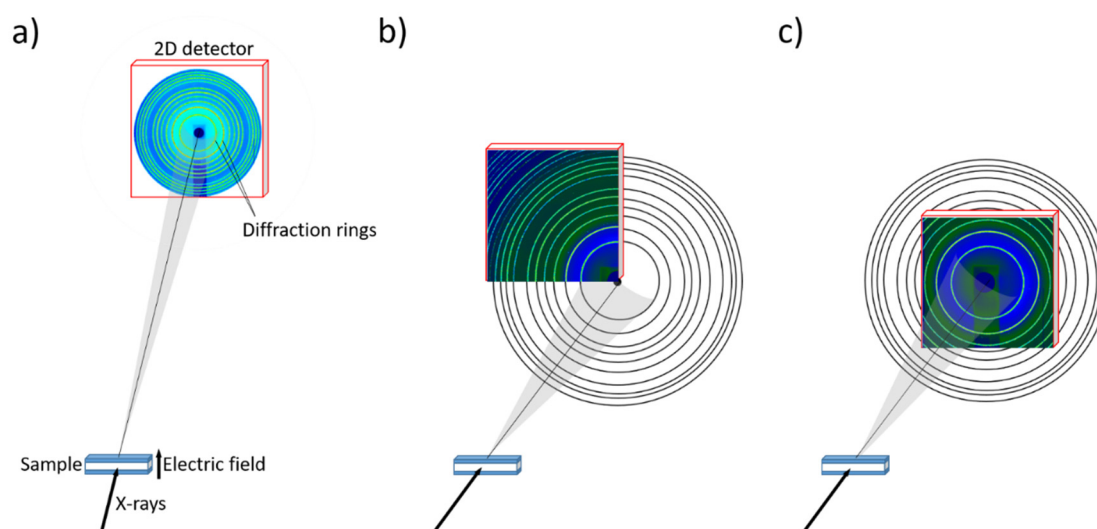 a)
2D detector
Diffraction rings
Sample
Electric field
X-rays
b)
c)